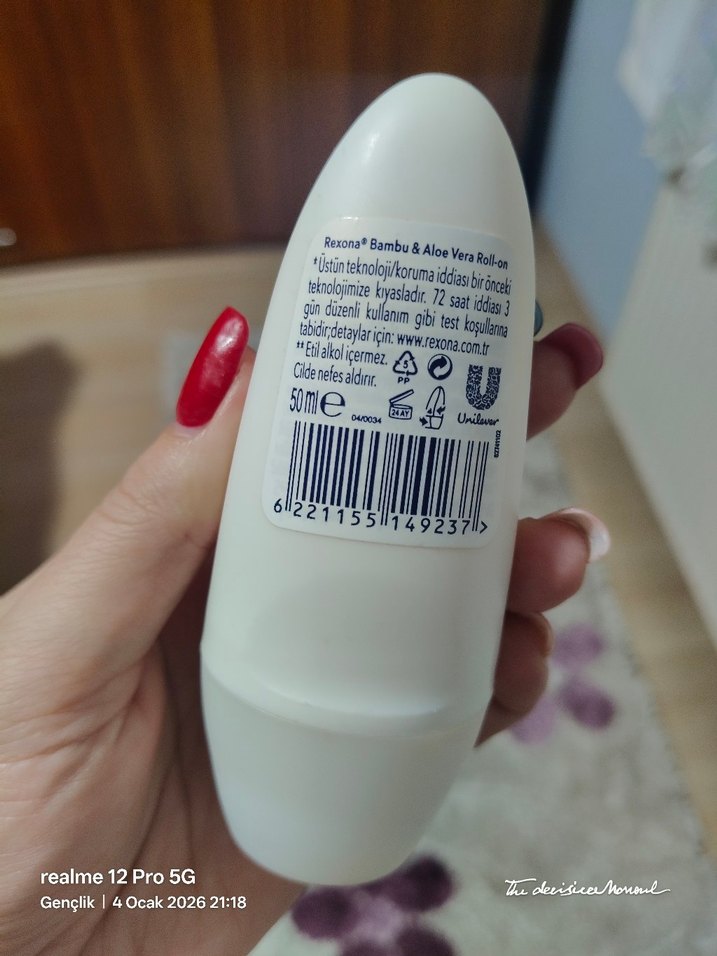 Rexona® Bambu & Aloe Vera Roll-on
*Üstün teknoloji/koruma iddiası bir önceki
teknolojimize kıyasladır. 72 saat iddiası 3
gün düzenli kullanım gibi test koşullarına
tabidir;detaylar için: www.rexona.com.tr
**Etil alkol içermez.
Cilde nefes aldırır.
5
PP
50 ml e
04/0034
24 AY
Unilever
6 221155 149237 >
realme 12 Pro 5G
Gençlik | 4 Ocak 2026 21:18